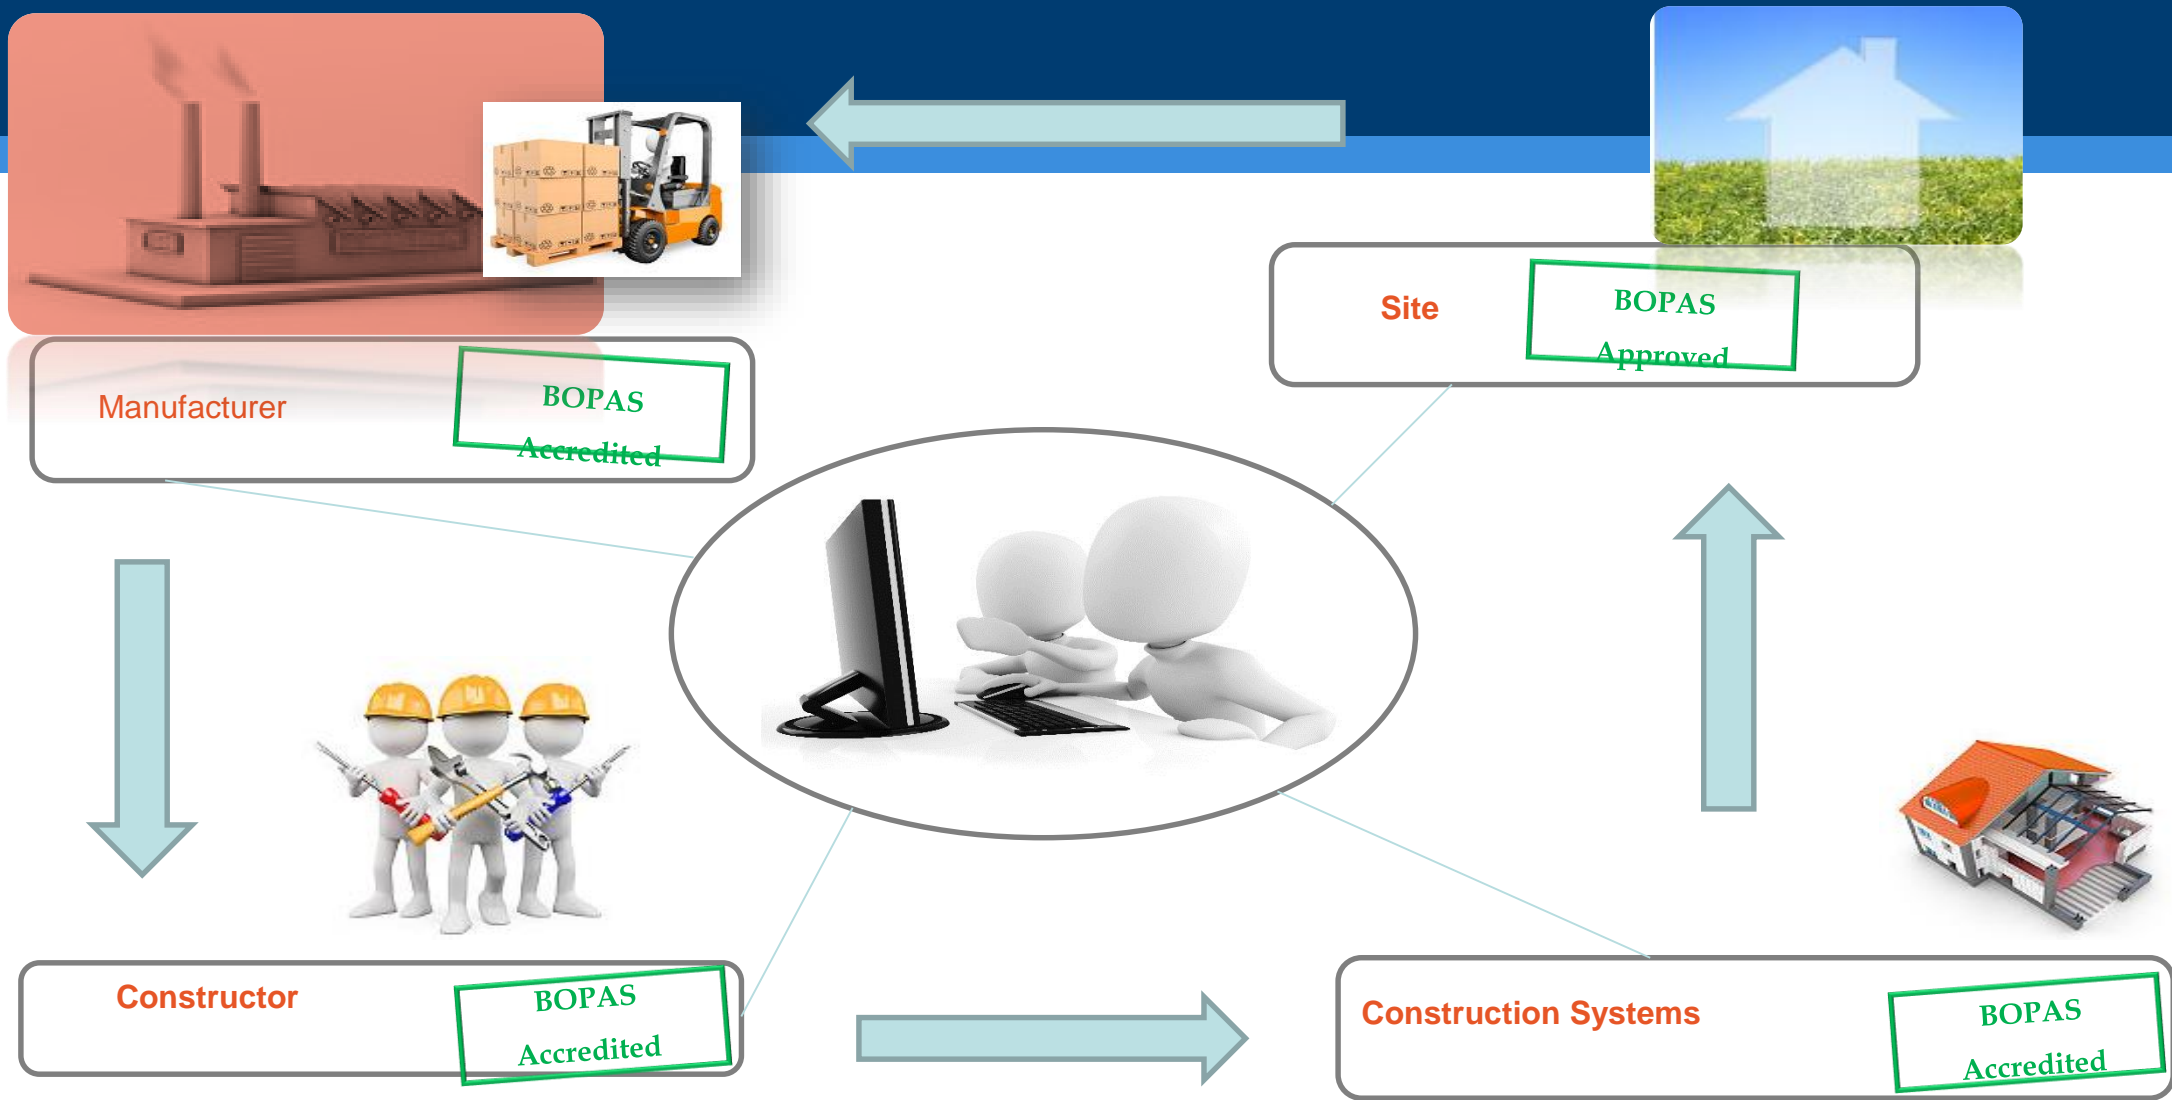 Site
BOPAS
Approved
Manufacturer
BOPAS
Accredited
Constructor
BOPAS
Accredited
Construction Systems
BOPAS
Accredited